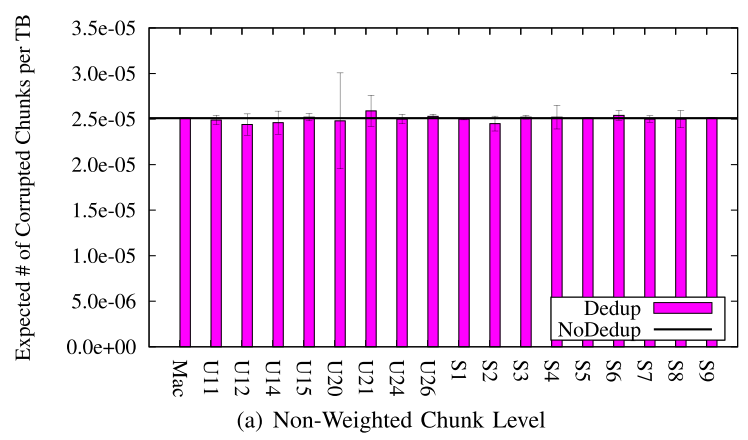 Expected # of Corrupted Chunks per TB
3.5e-05
3.0e-05
2.5e-05
2.0e-05
1.5e-05
1.0e-05
5.0e-06
0.0e+00
Dedup
NoDedup
Mac U11 U12 U14 U15 U20 U21 U24 U26 S1 S2 S3 S4 S5 S6 S7 S8 S9
(a) Non-Weighted Chunk Level